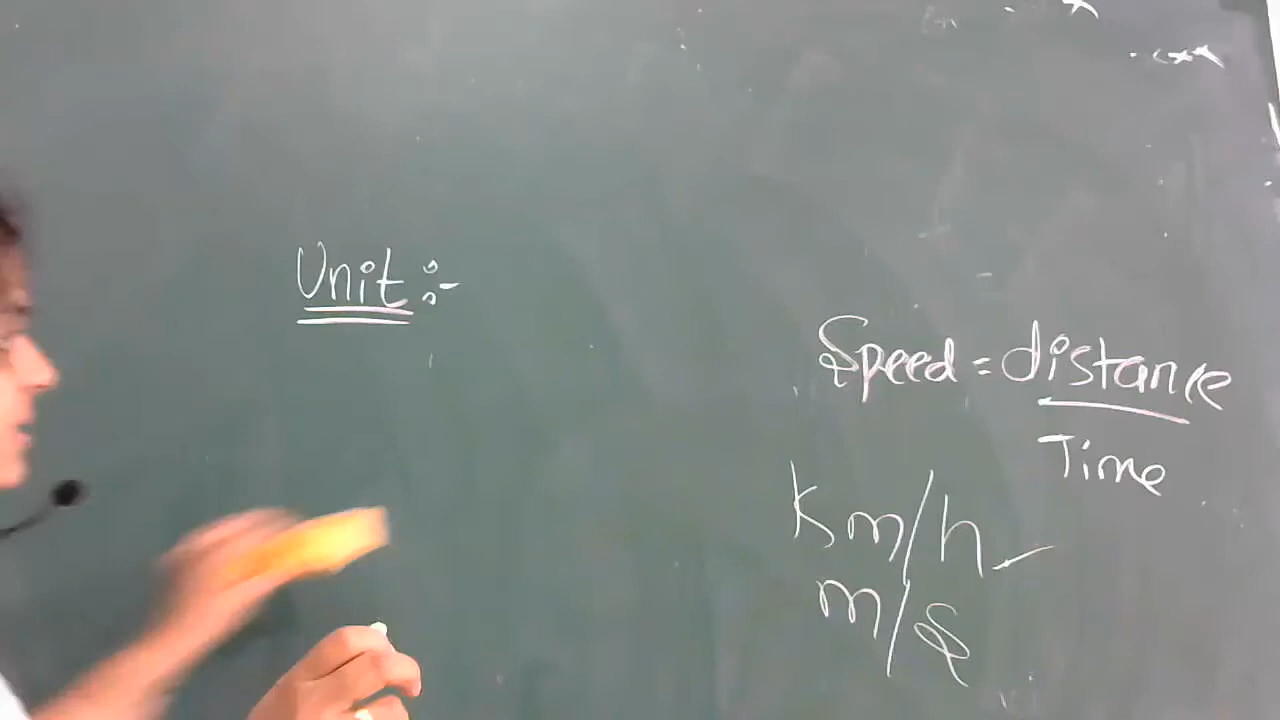 Unit :-
Speed = distance
Time
Km/h
m/s